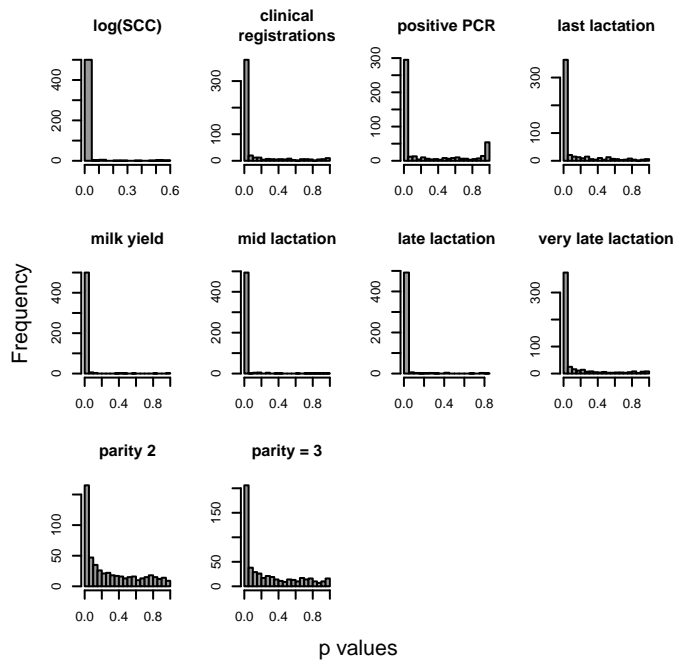 log(SCC)
clinical
registrations
positive PCR
last lactation
0 200 400
0.0 0.3 0.6
0 100 300
0.0 0.4 0.8
0 100 200 300
0.0 0.4 0.8
0 100 300
0.0 0.4 0.8
milk yield
mid lactation
late lactation
very late lactation
0 200 400
0.0 0.4 0.8
0 200 400
0.0 0.4 0.8
0 200 400
0.0 0.4 0.8
0 100 300
0.0 0.4 0.8
Frequency
parity 2
parity = 3
0 50 100
0.0 0.4 0.8
0 50 150
0.0 0.4 0.8
p values